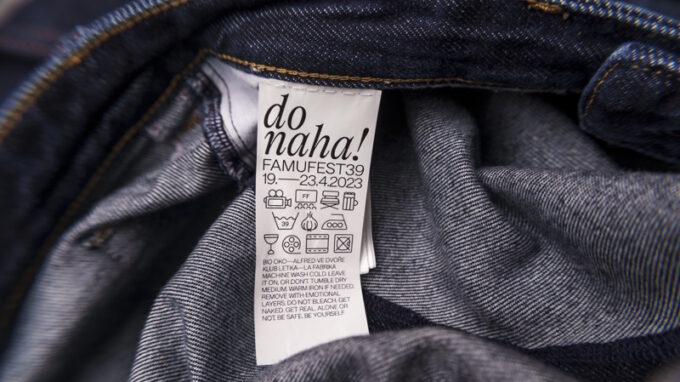 do
naha!
FAMUFEST39
19.—23.4.2023
FF
39
BIO OKO—ALFRED VE DVOŘE
KLUB LETKA—LA FABRIKA
MACHINE WASH COLD. LEAVE
IT ON, OR DON'T. TUMBLE DRY
MEDIUM. WARM IRON IF NEEDED.
REMOVE WITH EMOTIONAL
LAYERS. DO NOT BLEACH. GET
NAKED. GET REAL. ALONE OR
NOT. BE SAFE. BE YOURSELF.